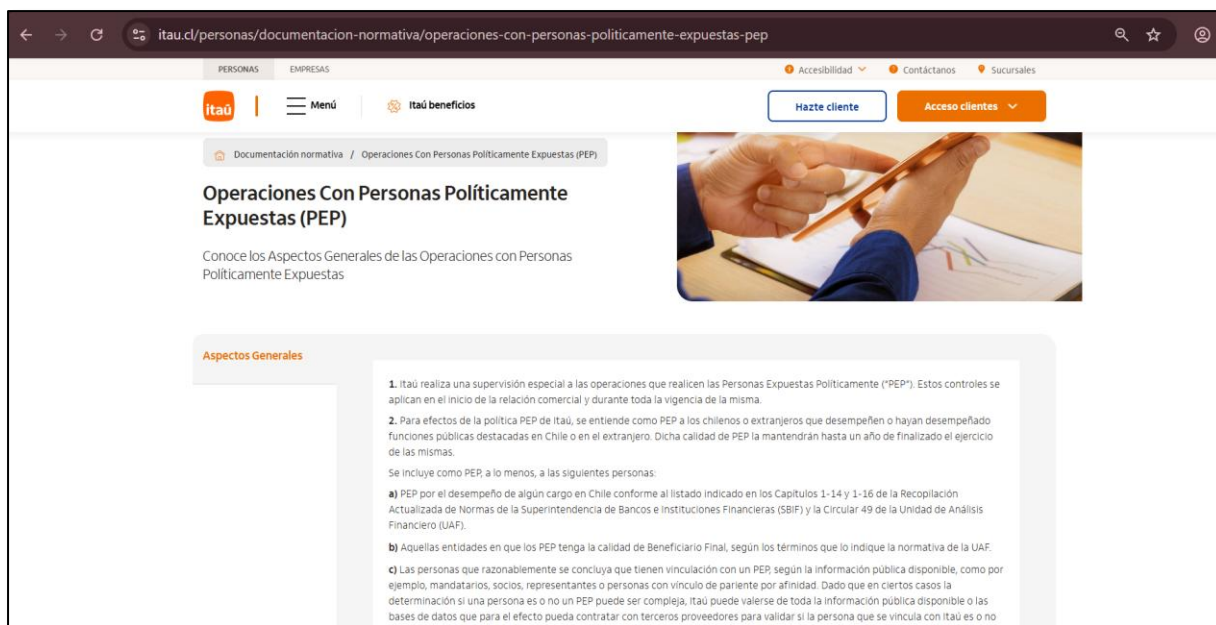 itau.cl/personas/documentacion-normativa/operaciones-con-personas-politicamente-expuestas-pep
PERSONAS EMPRESAS Accesibilidad Contáctanos Sucursales
itaú Menú Itaú beneficios Hazte cliente Acceso clientes
Documentación normativa / Operaciones Con Personas Políticamente Expuestas (PEP)
Operaciones Con Personas Políticamente
Expuestas (PEP)
Conoce los Aspectos Generales de las Operaciones con Personas
Políticamente Expuestas
Aspectos Generales
1. Itaú realiza una supervisión especial a las operaciones que realicen las Personas Expuestas Políticamente ("PEP"). Estos controles se
aplican en el inicio de la relación comercial y durante toda la vigencia de la misma.
2. Para efectos de la política PEP de Itaú, se entiende como PEP a los chilenos o extranjeros que desempeñen o hayan desempeñado
funciones públicas destacadas en Chile o en el extranjero. Dicha calidad de PEP la mantendrán hasta un año de finalizado el ejercicio
de las mismas.
Se incluye como PEP, a lo menos, a las siguientes personas:
a) PEP por el desempeño de algún cargo en Chile conforme al listado indicado en los Capítulos 1-14 y 1-16 de la Recopilación
Actualizada de Normas de la Superintendencia de Bancos e Instituciones Financieras (SBIF) y la Circular 49 de la Unidad de Análisis
Financiero (UAF).
b) Aquellas entidades en que los PEP tenga la calidad de Beneficiario Final, según los términos que lo indique la normativa de la UAF.
c) Las personas que razonablemente se concluya que tienen vinculación con un PEP, según la información pública disponible, como por
ejemplo, mandatarios, socios, representantes o personas con vínculo de pariente por afinidad. Dado que en ciertos casos la
determinación si una persona es o no un PEP puede ser compleja, Itaú puede valerse de toda la información pública disponible o las
bases de datos que para el efecto pueda contratar con terceros proveedores para validar si la persona que se vincula con Itaú es o no